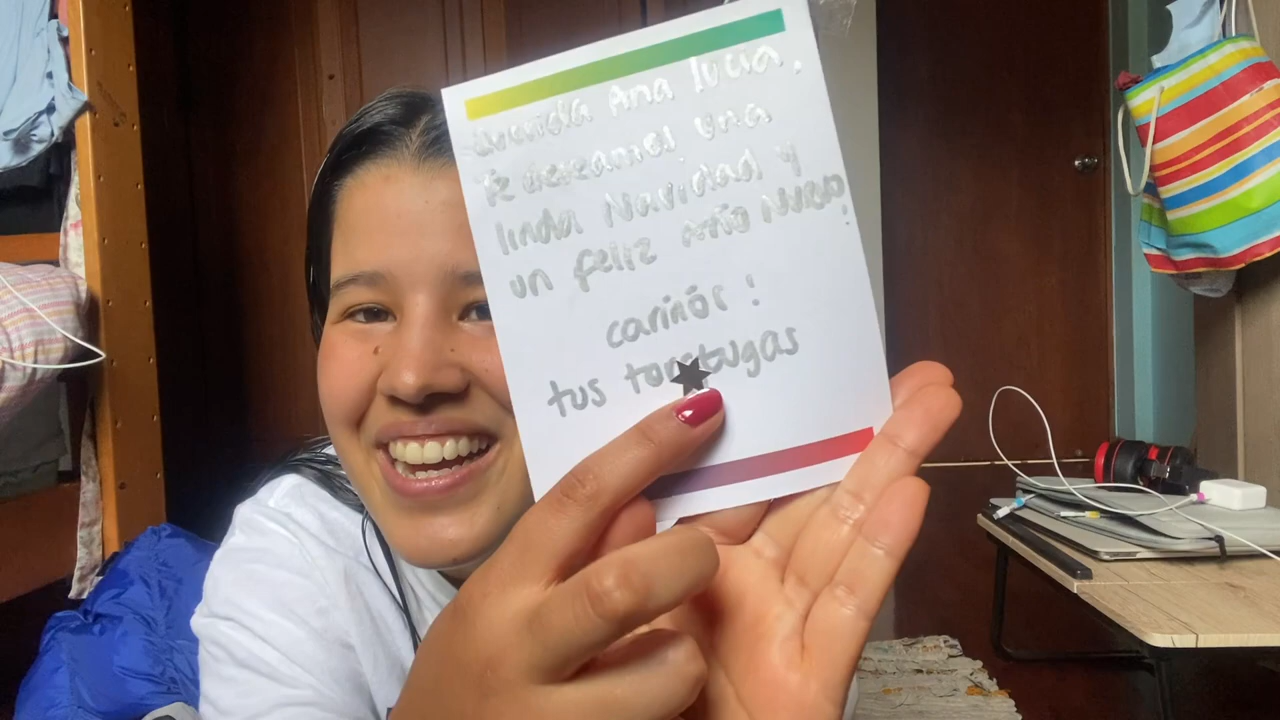 Querida Ana lucía,
Te deseamos una
linda Navidad y
un feliz Año Nuevo!
cariños!
tus tortugas